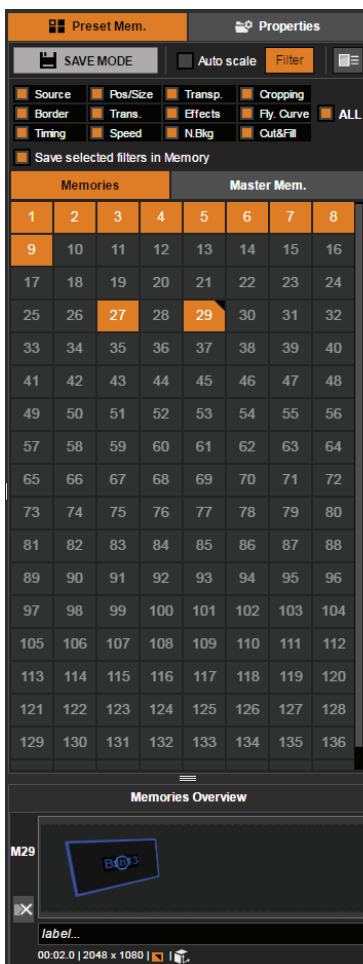 Preset Mem. Properties
SAVE MODE Auto scale Filter
Source Pos/Size Transp. Cropping
Border Trans. Effects Fly. Curve ALL
Timing Speed N.Bkg Cut&Fill
Save selected filters in Memory
Memories Master Mem.
1 2 3 4 5 6 7 8
9 10 11 12 13 14 15 16
17 18 19 20 21 22 23 24
25 26 27 28 29 30 31 32
33 34 35 36 37 38 39 40
41 42 43 44 45 46 47 48
49 50 51 52 53 54 55 56
57 58 59 60 61 62 63 64
65 66 67 68 69 70 71 72
73 74 75 76 77 78 79 80
81 82 83 84 85 86 87 88
89 90 91 92 93 94 95 96
97 98 99 100 101 102 103 104
105 106 107 108 109 110 111 112
113 114 115 116 117 118 119 120
121 122 123 124 125 126 127 128
129 130 131 132 133 134 135 136
Memories Overview
M29
label...
00:02.0 | 2048 x 1080 | |